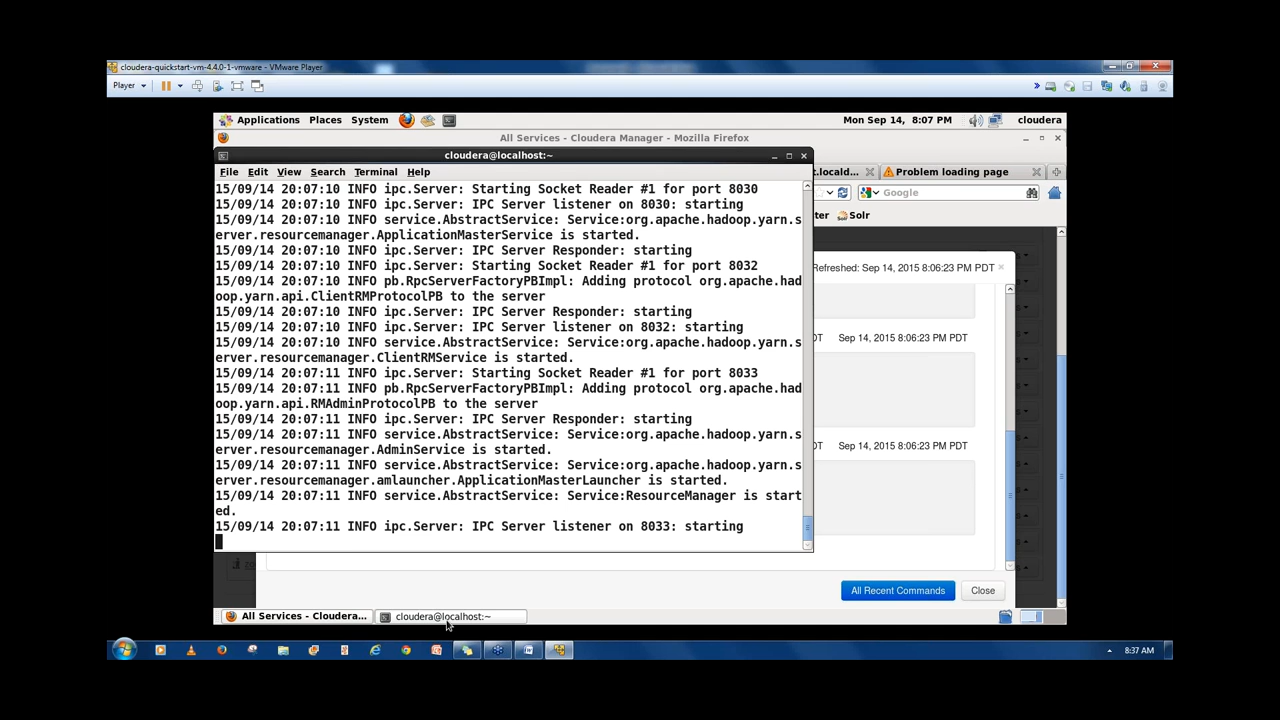 cloudera-quickstart-vm-4.4.0-1-vmware - VMware Player
Player
Applications Places System
Mon Sep 14, 8:07 PM
cloudera
All Services - Cloudera Manager - Mozilla Firefox
cloudera@localhost:~
File Edit View Search Terminal Help
t.locald...
Problem loading page
Google
ter
Solr
15/09/14 20:07:10 INFO ipc.Server: Starting Socket Reader #1 for port 8030
15/09/14 20:07:10 INFO ipc.Server: IPC Server listener on 8030: starting
15/09/14 20:07:10 INFO service.AbstractService: Service:org.apache.hadoop.yarn.s
erver.resourcemanager.ApplicationMasterService is started.
15/09/14 20:07:10 INFO ipc.Server: IPC Server Responder: starting
15/09/14 20:07:10 INFO ipc.Server: Starting Socket Reader #1 for port 8032
15/09/14 20:07:10 INFO pb.RpcServerFactoryPBImpl: Adding protocol org.apache.had
oop.yarn.api.ClientRMProtocolPB to the server
15/09/14 20:07:10 INFO ipc.Server: IPC Server Responder: starting
15/09/14 20:07:10 INFO ipc.Server: IPC Server listener on 8032: starting
15/09/14 20:07:10 INFO service.AbstractService: Service:org.apache.hadoop.yarn.s
erver.resourcemanager.ClientRMService is started.
15/09/14 20:07:11 INFO ipc.Server: Starting Socket Reader #1 for port 8033
15/09/14 20:07:11 INFO pb.RpcServerFactoryPBImpl: Adding protocol org.apache.had
oop.yarn.api.RMAdminProtocolPB to the server
15/09/14 20:07:11 INFO ipc.Server: IPC Server Responder: starting
15/09/14 20:07:11 INFO service.AbstractService: Service:org.apache.hadoop.yarn.s
erver.resourcemanager.AdminService is started.
15/09/14 20:07:11 INFO service.AbstractService: Service:org.apache.hadoop.yarn.s
erver.resourcemanager.amlauncher.ApplicationMasterLauncher is started.
15/09/14 20:07:11 INFO service.AbstractService: Service:ResourceManager is start
ed.
15/09/14 20:07:11 INFO ipc.Server: IPC Server listener on 8033: starting
Refreshed: Sep 14, 2015 8:06:23 PM PDT
DT Sep 14, 2015 8:06:23 PM PDT
DT Sep 14, 2015 8:06:23 PM PDT
All Recent Commands
Close
All Services - Cloudera...
cloudera@localhost:~
8:37 AM